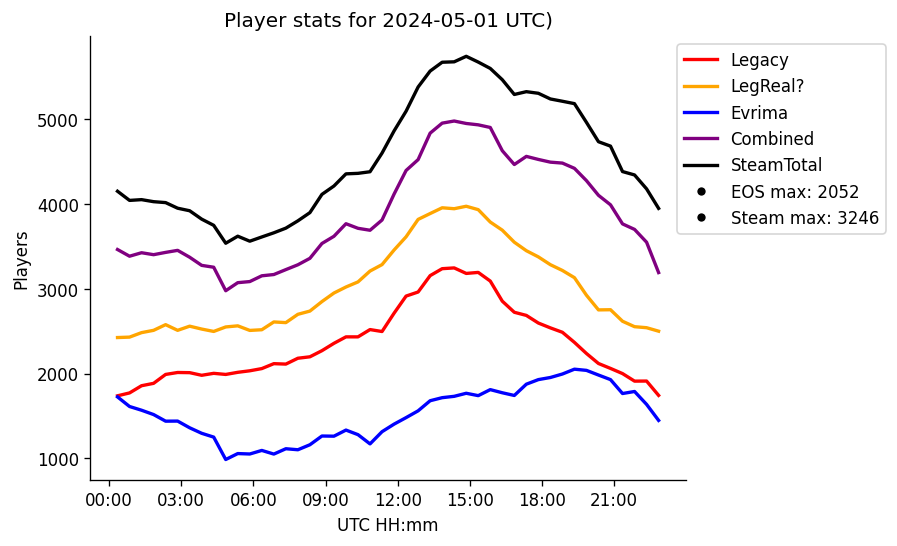 Player stats for 2024-05-01 UTC)
Legacy
LegReal?
Evrima
Combined
SteamTotal
EOS max: 2052
Steam max: 3246
Players
5000
4000
3000
2000
1000
00:00 03:00 06:00 09:00 12:00 15:00 18:00 21:00
UTC HH:mm